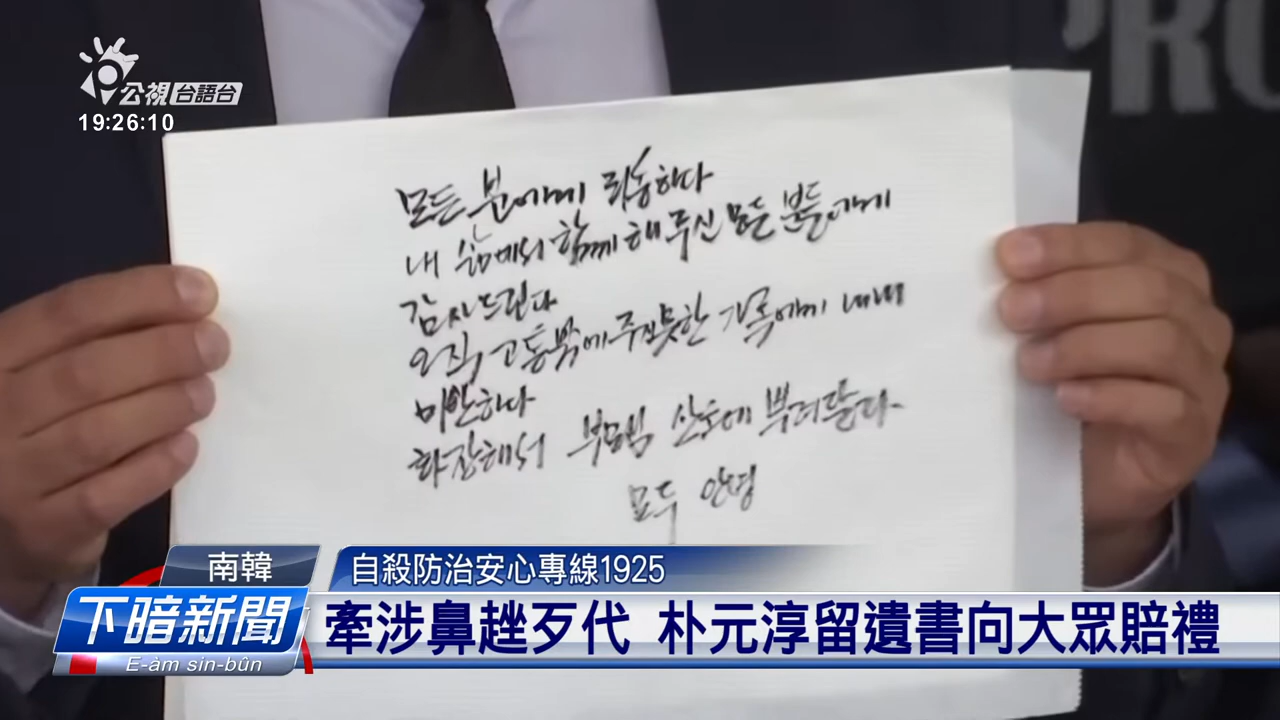 公視 台語台
19:26:10
모든 분에게 죄송하다
내 삶에서 함께해 주신 모든 분들에게
감사드린다
오직 고통밖에 주지 못한 가족에게 내내
미안하다
화장해서 부모님 산소에 뿌려달라
모두 안녕
南韓
自殺防治安心專線1925
下暗新聞
E-àm sin-bûn
牽涉鼻挫歹代 朴元淳留遺書向大眾賠禮